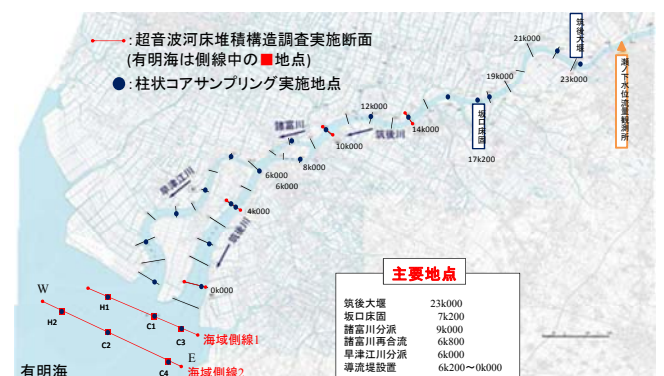 :超音波河床堆積構造調査実施断面
(有明海は側線中の■地点)
:柱状コアサンプリング実施地点
筑後大堰
瀬ノ下水位流量観測所
21k000
23k000
19k000
坂口床固
17k200
12k000
14k000
筑後川
諸富川
10k000
8k000
6k000
6k000
早津江川
4k000
筑後川
0k000
W
H1
H2
C1
C3
C2
C4
海域側線1
E
海域側線2
有明海
主要地点
筑後大堰 23k000
坂口床固 7k200
諸富川分派 9k000
諸富川再合流 6k800
早津江川分派 6k000
導流堤設置 6k200～0k000